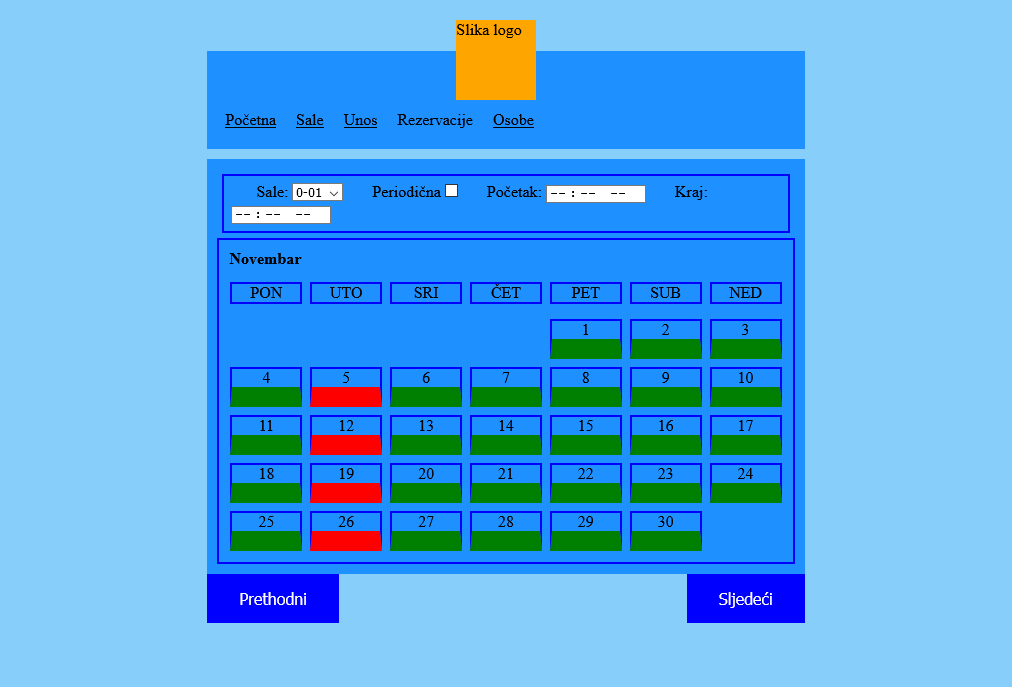 Slika logo
Početna Sale Unos Rezervacije Osobe
Sale: 0-01 Periodična Početak: -- : -- -- Kraj:
-- : -- --
Novembar
PON UTO SRI ČET PET SUB NED
1 2 3
4 5 6 7 8 9 10
11 12 13 14 15 16 17
18 19 20 21 22 23 24
25 26 27 28 29 30
Prethodni Sljedeći